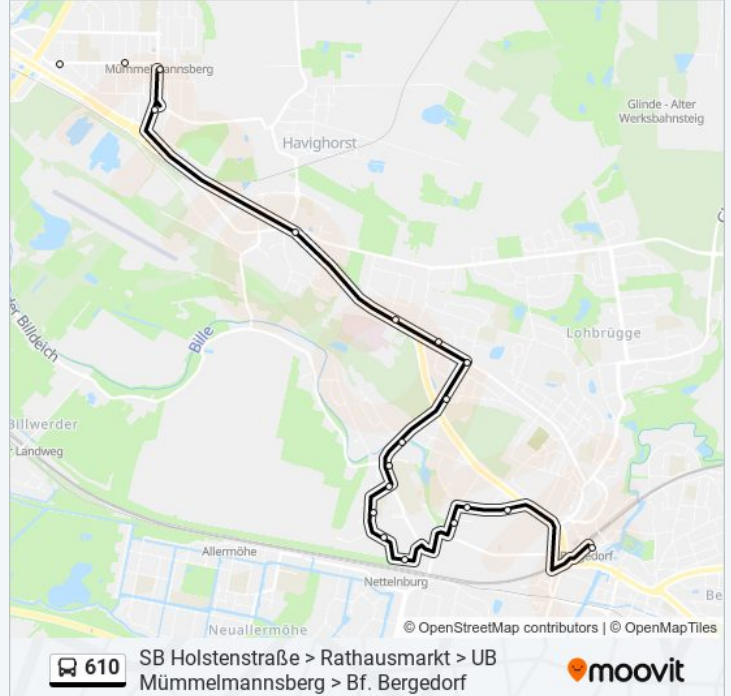 Mümmelmannsberg
Glinde - Alter
Werksbahnsteig
Havighorst
Bille
Lohbrügge
Billwerder
Landweg
Allermöhe
Nettelnburg
Neuallermöhe
Be
© OpenStreetMap contributors | © OpenMapTiles
610
SB Holstenstraße > Rathausmarkt > UB
Mümmelmannsberg > Bf. Bergedorf
moovit